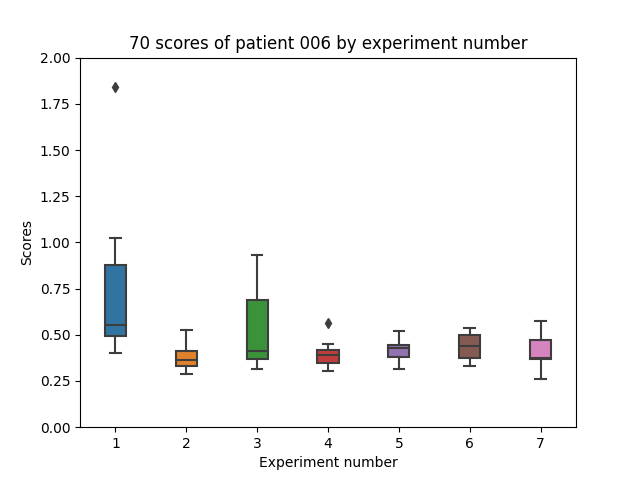 70 scores of patient 006 by experiment number
2.00
1.75
1.50
1.25
1.00
0.75
0.50
0.25
0.00
Scores
1 2 3 4 5 6 7
Experiment number